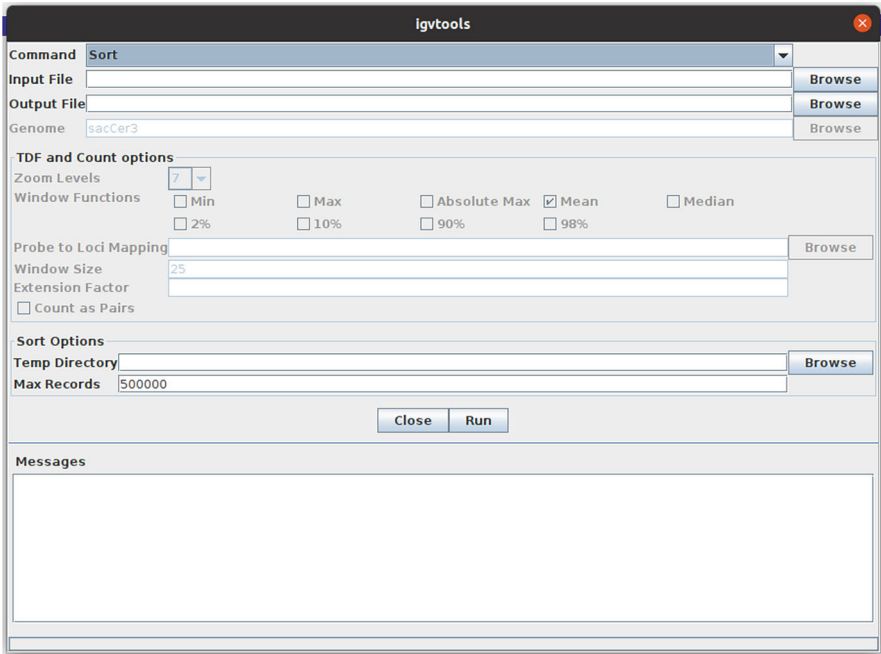 igvtools
Command Sort
Input File Browse
Output File Browse
Genome sacCer3 Browse
TDF and Count options
Zoom Levels 7
Window Functions Min Max Absolute Max Mean Median
2% 10% 90% 98%
Probe to Loci Mapping Browse
Window Size 25
Extension Factor
Count as Pairs
Sort Options
Temp Directory Browse
Max Records 500000
Close Run
Messages